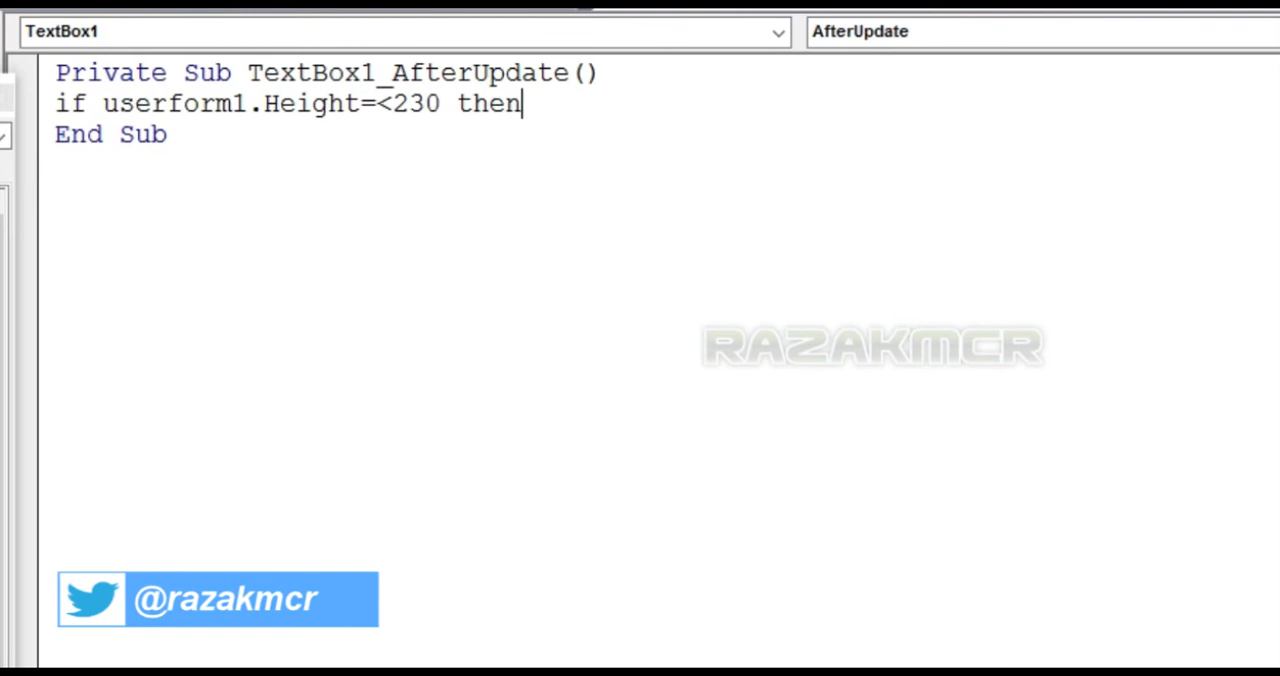 TextBox1
AfterUpdate
Private Sub TextBox1_AfterUpdate()
if userform1.Height=<230 then
End Sub
RAZAKMCR
@razakmcr